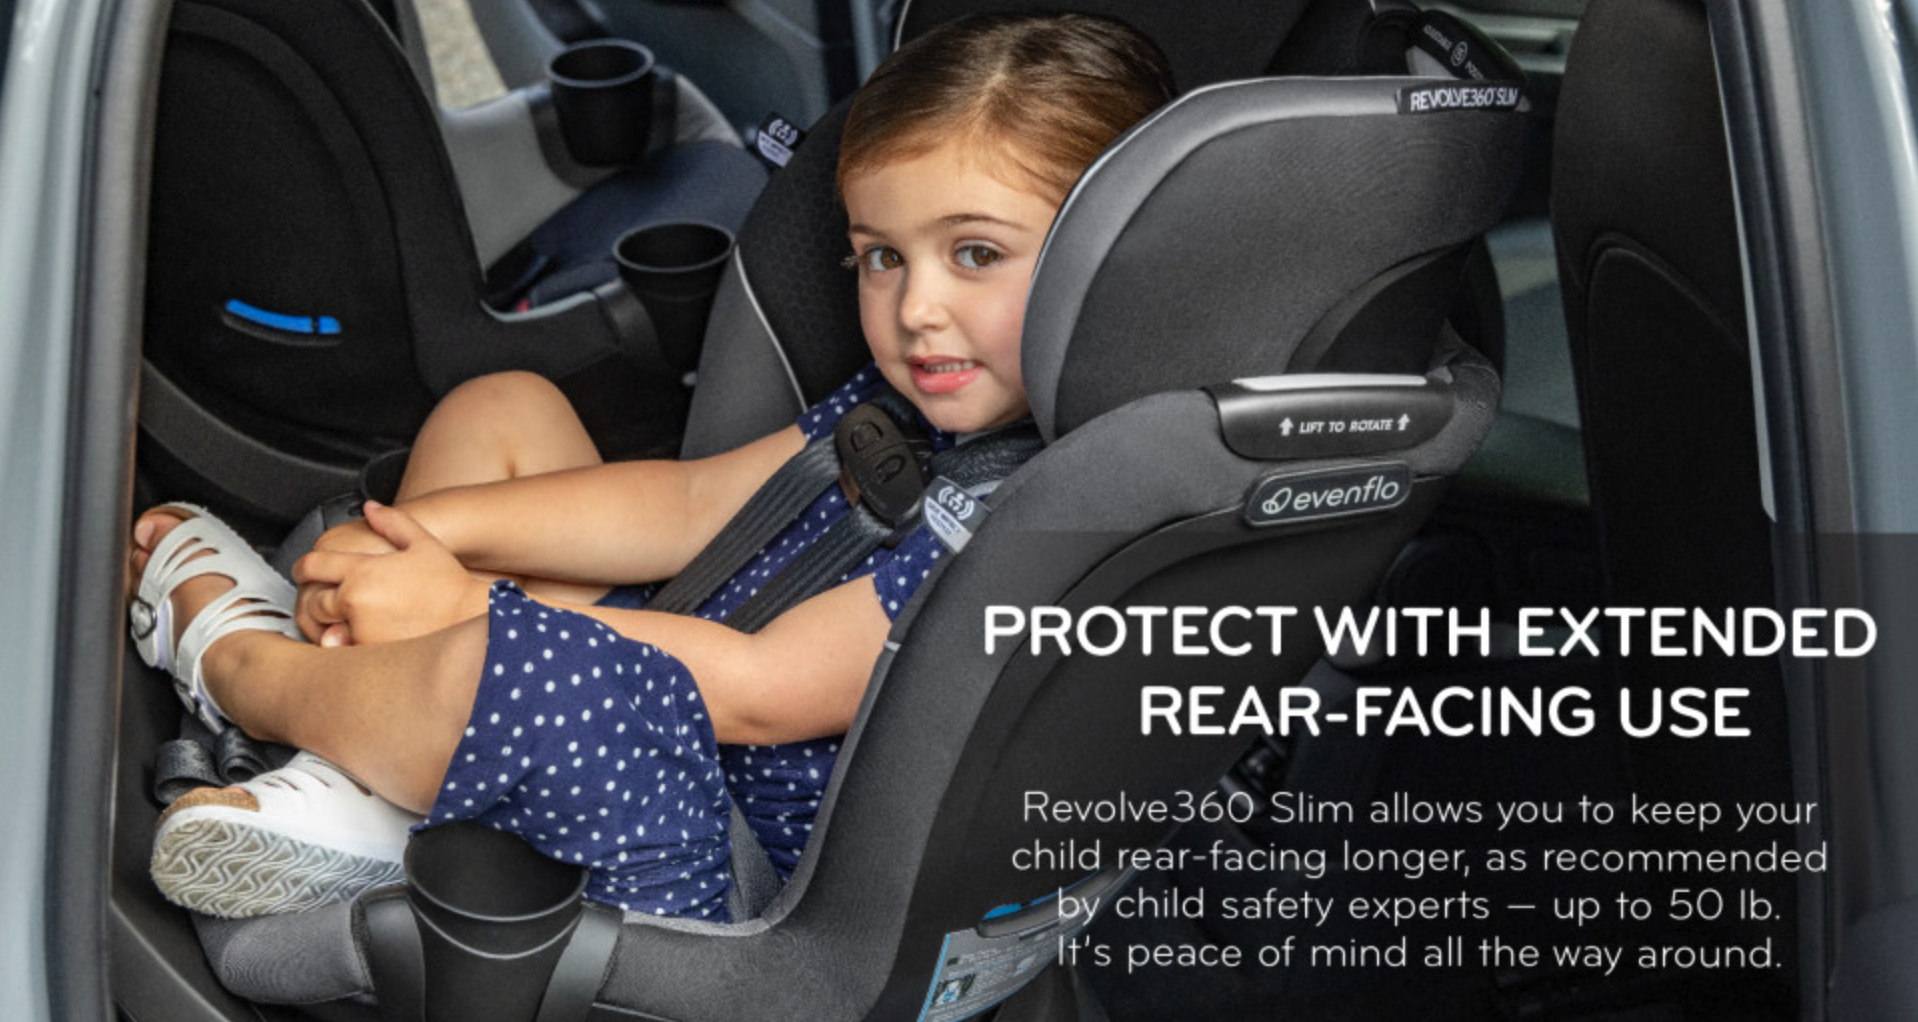 REVOLVE360 SLIM
LIFT TO ROTATE
evenflo
PROTECT WITH EXTENDED
REAR-FACING USE
Revolve360 Slim allows you to keep your
child rear-facing longer, as recommended
by child safety experts — up to 50 lb.
It's peace of mind all the way around.